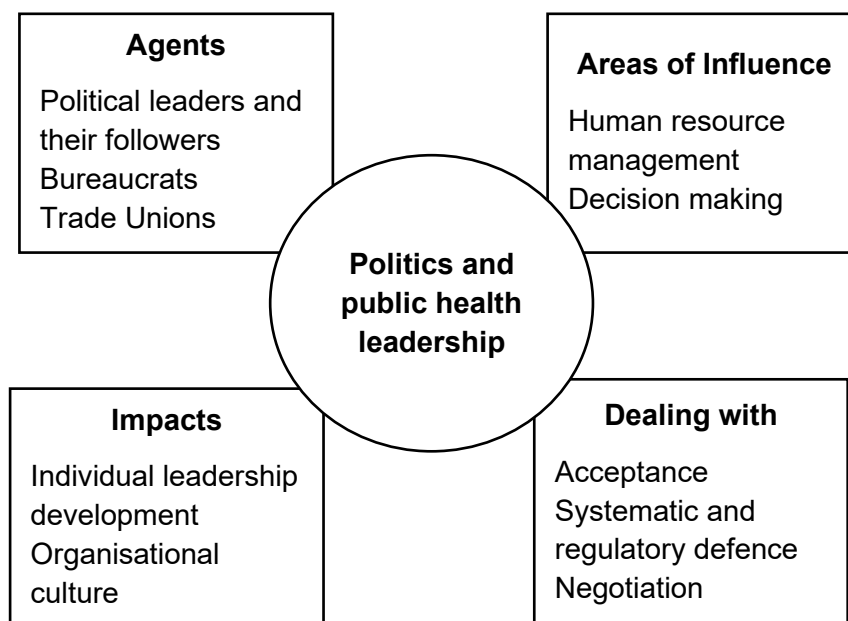 Agents
Political leaders and
their followers
Bureaucrats
Trade Unions
Areas of Influence
Human resource
management
Decision making
Politics and
public health
leadership
Impacts
Individual leadership
development
Organisational
culture
Dealing with
Acceptance
Systematic and
regulatory defence
Negotiation